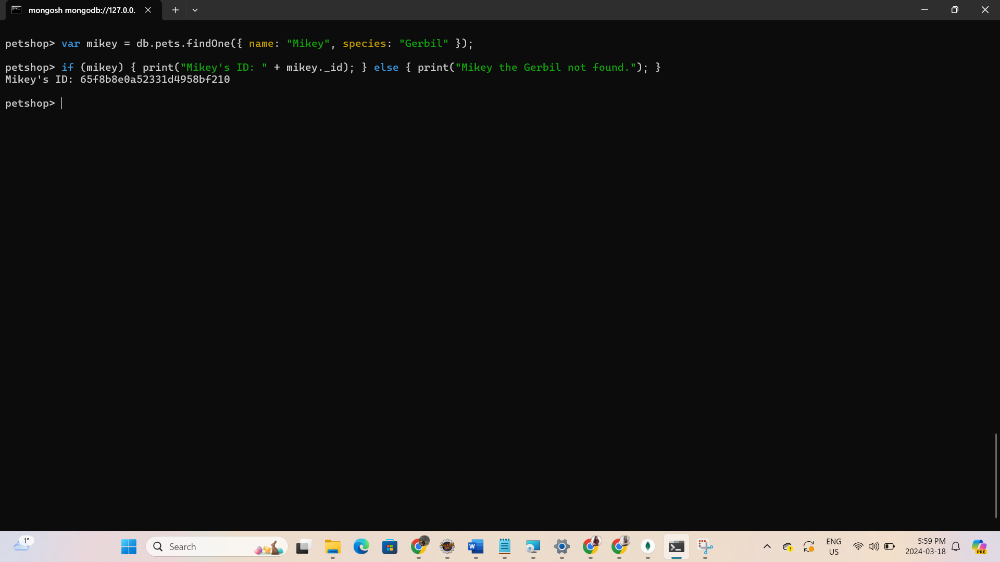 mongosh mongodb://127.0.0.
petshop> var mikey = db.pets.findOne({ name: "Mikey", species: "Gerbil" });
petshop> if (mikey) { print("Mikey's ID: " + mikey._id); } else { print("Mikey the Gerbil not found."); }
Mikey's ID: 65f8b8e0a52331d4958bf210
petshop>
1°
Search
ENG
US
5:59 PM
2024-03-18
PRE